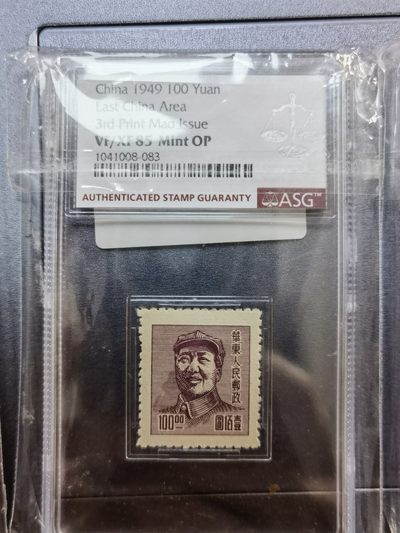 China 1949 100 Yuan
East China Area
3rd Print Mao Issue
Vf/XF 85 Mint OP
1041008-083
AUTHENTICATED STAMP GUARANTY ASG™
華東人民郵政
100.00
圓佰壹